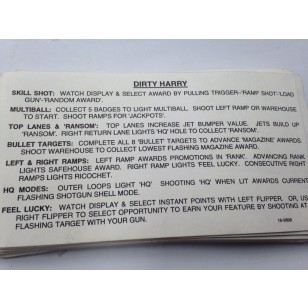 DIRTY HARRY
SKILL SHOT: WATCH DISPLAY & SELECT AWARD BY PULLING TRIGGER-'RAMP SHOT'-'LOAD
GUN'-'RANDOM AWARD'.
MULTIBALL: COLLECT 5 BADGES TO LIGHT MULTIBALL. SHOOT LEFT RAMP OR WAREHOUSE
TO START. SHOOT RAMPS FOR 'JACKPOTS'.
TOP LANES & 'RANSOM': TOP LANES INCREASE JET BUMPER VALUE. JETS BUILD UP
'RANSOM'. RIGHT RETURN LANE LIGHTS 'HQ' HOLE TO COLLECT 'RANSOM'.
BULLET TARGETS: COMPLETE ALL 8 'BULLET' TARGETS TO ADVANCE 'MAGAZINE' AWARDS.
SHOOT WAREHOUSE TO COLLECT LOWEST FLASHING MAGAZINE AWARD.
LEFT & RIGHT RAMPS: LEFT RAMP AWARDS PROMOTIONS IN 'RANK'. ADVANCING RANK
LIGHTS SAFEHOUSE AWARD. RIGHT RAMP LIGHTS 'FEEL LUCKY'. CONSECUTIVE RIGHT
RAMPS LIGHTS RICOCHET.
HQ MODES: OUTER LOOPS LIGHT 'HQ' SHOOTING 'HQ' WHEN LIT AWARDS CURRENT
FLASHING SHOTGUN SHELL MODE.
FEEL LUCKY: WATCH DISPLAY & SELECT INSTANT POINTS WITH LEFT FLIPPER. OR, US
RIGHT FLIPPER TO SELECT OPPORTUNITY TO EARN YOUR FEATURE BY SHOOTING AT
FLASHING TARGET WITH YOUR GUN.